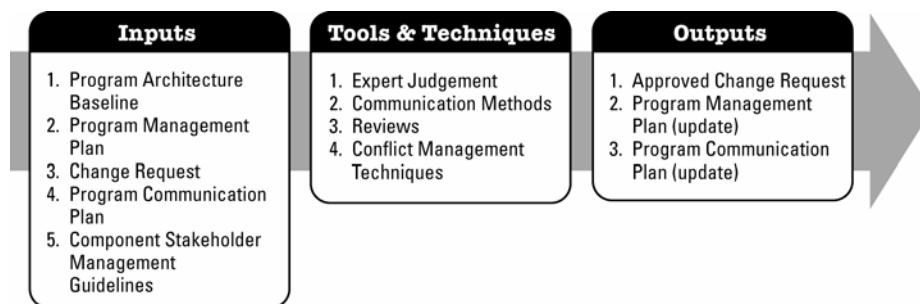 Inputs
1. Program Architecture
Baseline
2. Program Management
Plan
3. Change Request
4. Program Communication
Plan
5. Component Stakeholder
Management
Guidelines
Tools & Techniques
1. Expert Judgement
2. Communication Methods
3. Reviews
4. Conflict Management
Techniques
Outputs
1. Approved Change Request
2. Program Management
Plan (update)
3. Program Communication
Plan (update)